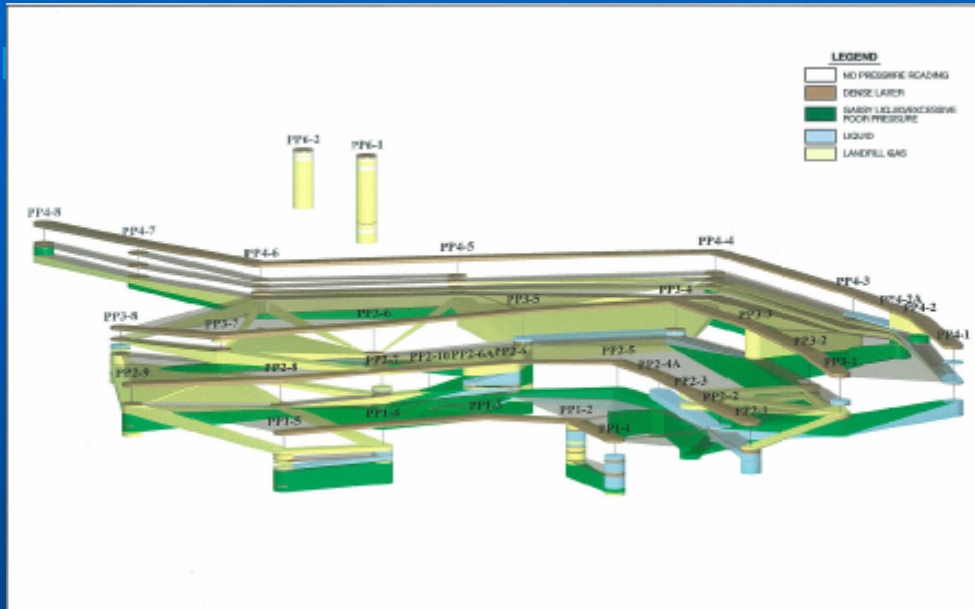 LEGEND
NO PRESSURE READING
DENSE LAYER
GASSY LIQUID/EXCESSIVE
POOR PRESSURE
LIQUID
LANDFILL GAS
PP6-2
PP6-1
PP4-8
PP4-7
PP4-6
PP4-5
PP4-4
PP4-3
PP4-2A
PP4-2
PP4-1
PP3-8
PP3-7
PP3-6
PP3-5
PP3-4
PP3-3
PP3-2
PP3-1
PP2-9
PP2-8
PP2-7
PP2-10
PP2-6A
PP2-6
PP2-5
PP2-4A
PP2-3
PP2-2
PP2-1
PP1-5
PP1-4
PP1-3
PP1-2
PP1-1